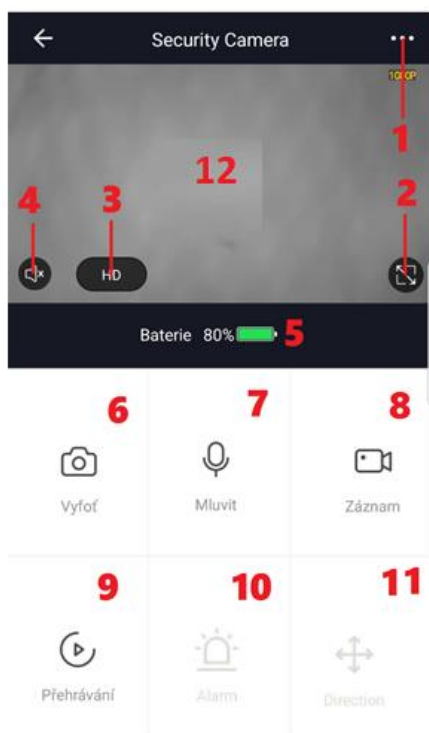 Security Camera
1080P
1
12
4
3
2
HD
Baterie 80% 5
6
7
8
Vyfoť
Mluvit
Záznam
9
10
11
Přehrávání
Alarm
Direction